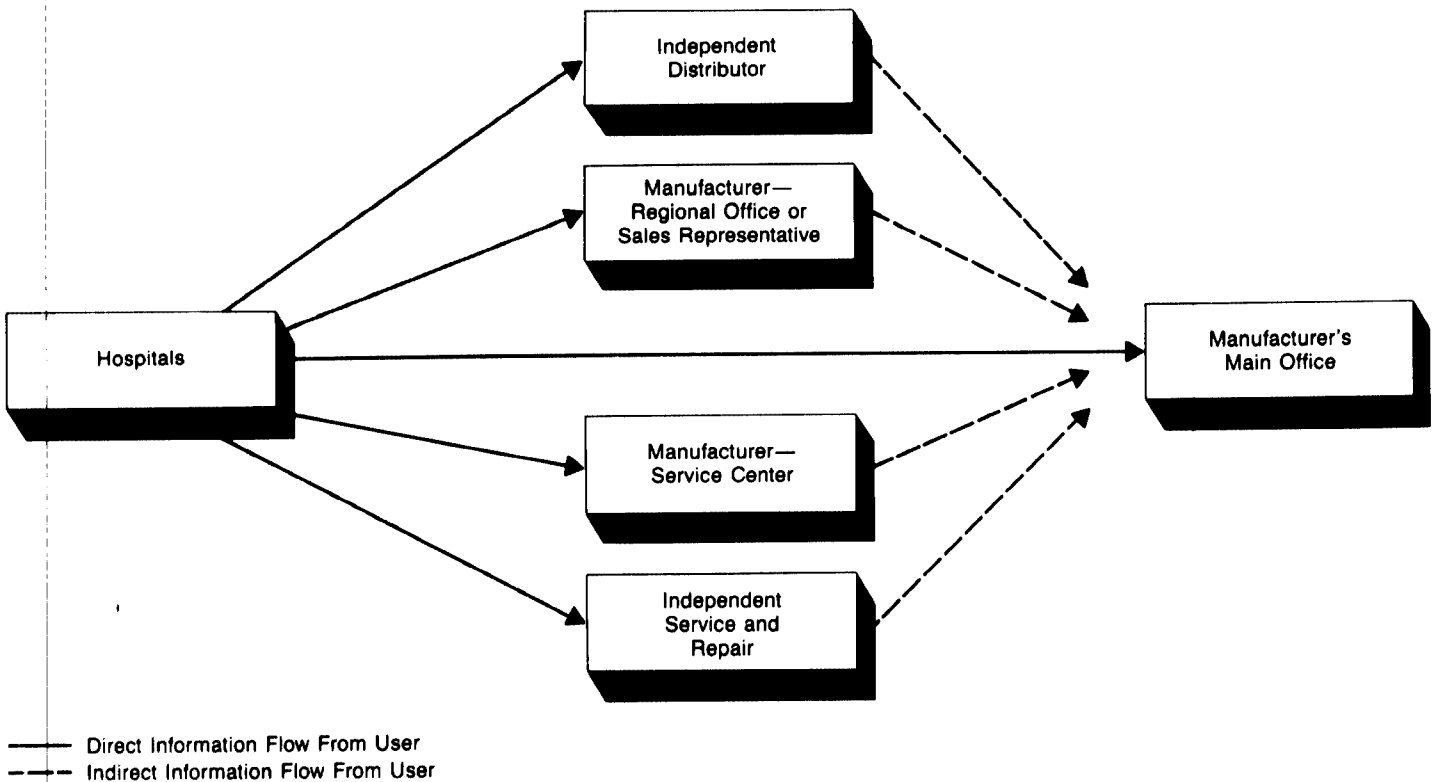 Independent
Distributor
Manufacturer—
Regional Office or
Sales Representative
Hospitals
Manufacturer's
Main Office
Manufacturer—
Service Center
Independent
Service and
Repair
Direct Information Flow From User
Indirect Information Flow From User